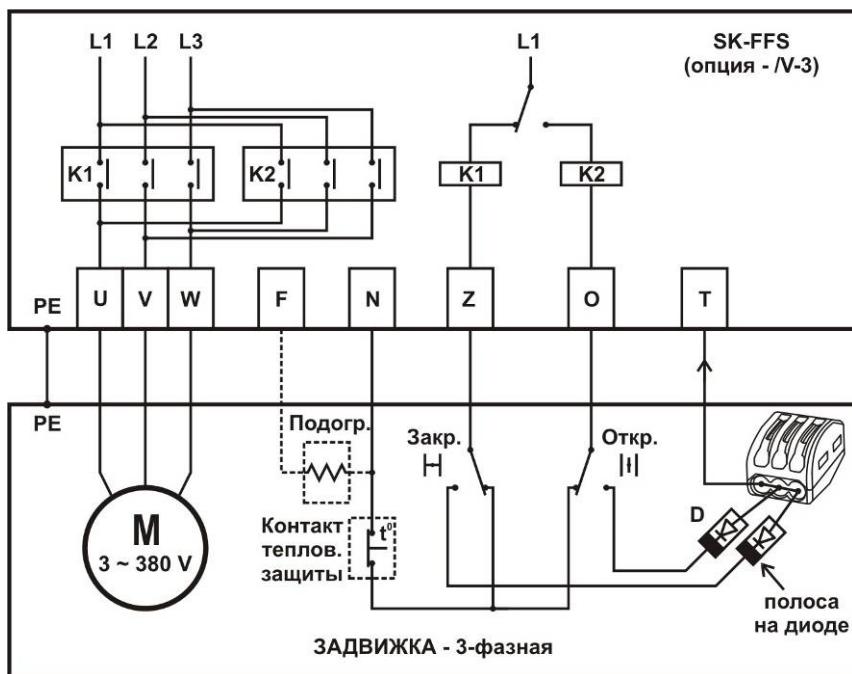 L1 L2 L3 L1 SK-FFS
(опция - /V-3)
K1 K2 K1 K2
U V W F N Z O T
PE
PE
Подогр. Закр. Откр.
M
3 ~ 380 V
Контакт
теплов.
защиты
t⁰
D
полоса
на диоде
ЗАДВИЖКА - 3-фазная